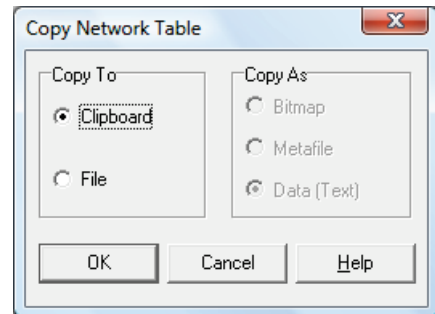 Copy Network Table
Copy To
Clipboard
File
Copy As
Bitmap
Metafile
Data (Text)
OK
Cancel
Help